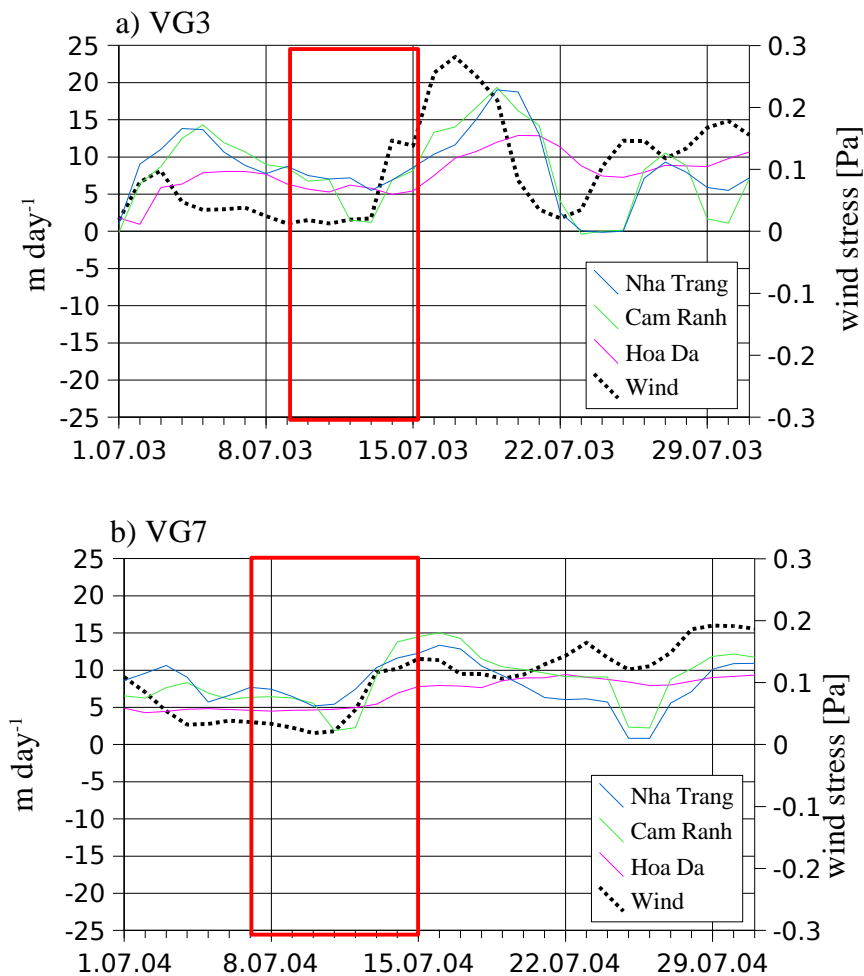 a) VG3
25
20
15
10
5
0
-5
-10
-15
-20
-25
m day-1
0.3
0.2
0.1
0
-0.1
-0.2
-0.3
wind stress [Pa]
Nha Trang
Cam Ranh
Hoa Da
Wind
1.07.03 8.07.03 15.07.03 22.07.03 29.07.03
b) VG7
25
20
15
10
5
0
-5
-10
-15
-20
-25
m day-1
0.3
0.2
0.1
0
-0.1
-0.2
-0.3
wind stress [Pa]
Nha Trang
Cam Ranh
Hoa Da
Wind
1.07.04 8.07.04 15.07.04 22.07.04 29.07.04